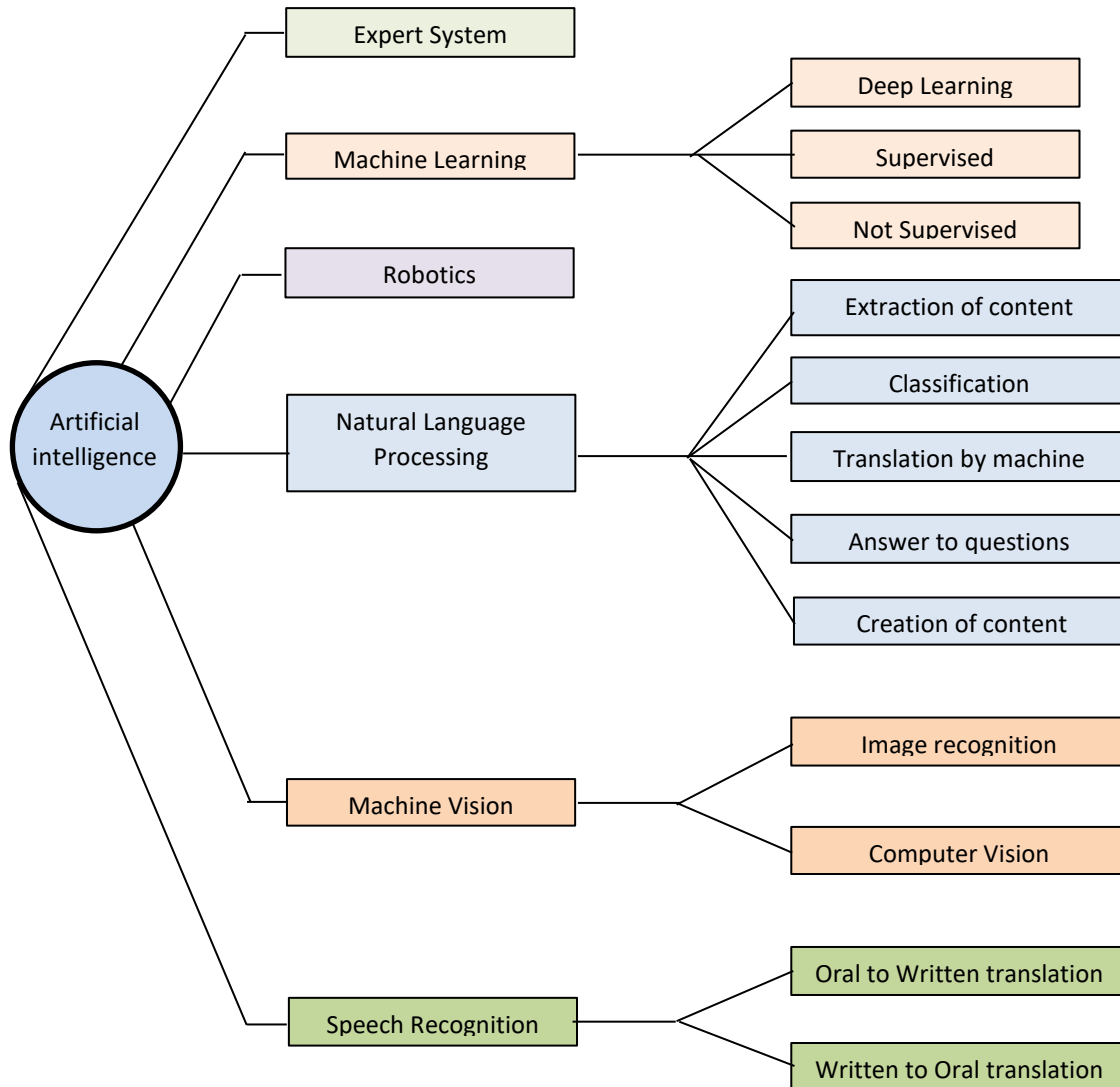 Expert System
Deep Learning
Machine Learning
Supervised
Not Supervised
Robotics
Extraction of content
Classification
Artificial
intelligence
Natural Language
Processing
Translation by machine
Answer to questions
Creation of content
Image recognition
Machine Vision
Computer Vision
Oral to Written translation
Speech Recognition
Written to Oral translation